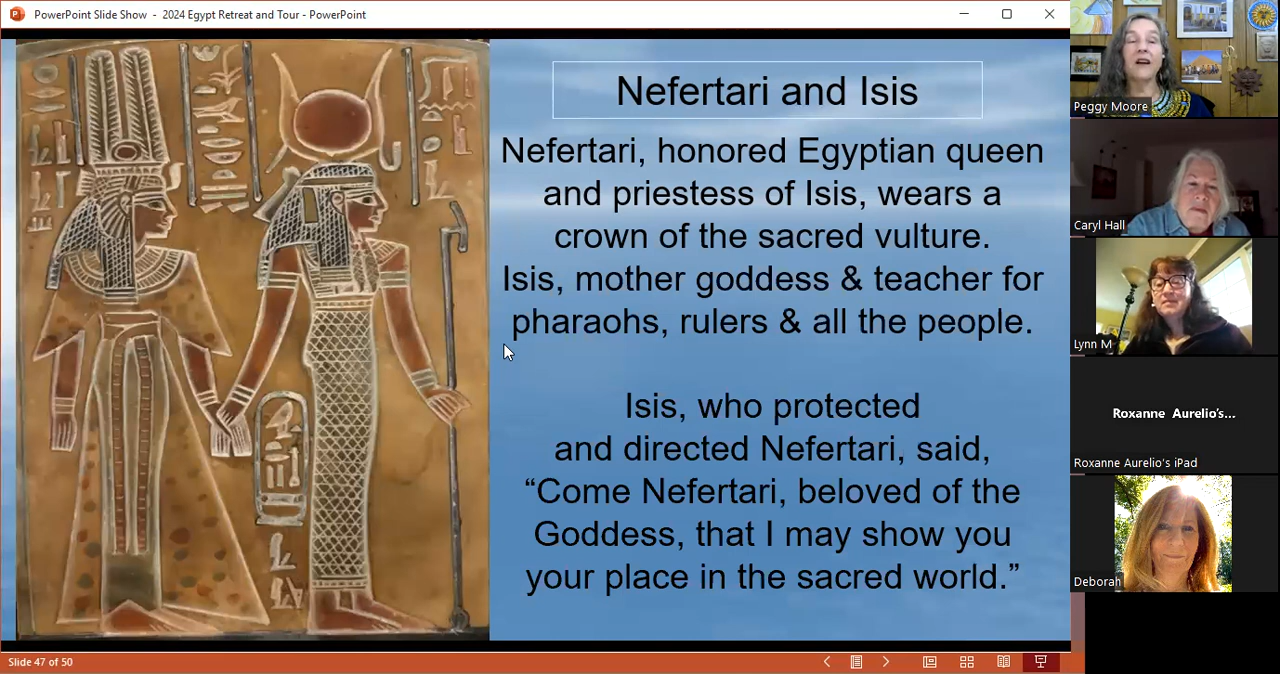 PowerPoint Slide Show - 2024 Egypt Retreat and Tour - PowerPoint
Nefertari and Isis
Nefertari, honored Egyptian queen
and priestess of Isis, wears a
crown of the sacred vulture.
Isis, mother goddess & teacher for
pharaohs, rulers & all the people.
Isis, who protected
and directed Nefertari, said,
“Come Nefertari, beloved of the
Goddess, that I may show you
your place in the sacred world.”
Slide 47 of 50
Peggy Moore
Caryl Hall
Lynn M
Roxanne Aurelio's...
Roxanne Aurelio's iPad
Deborah